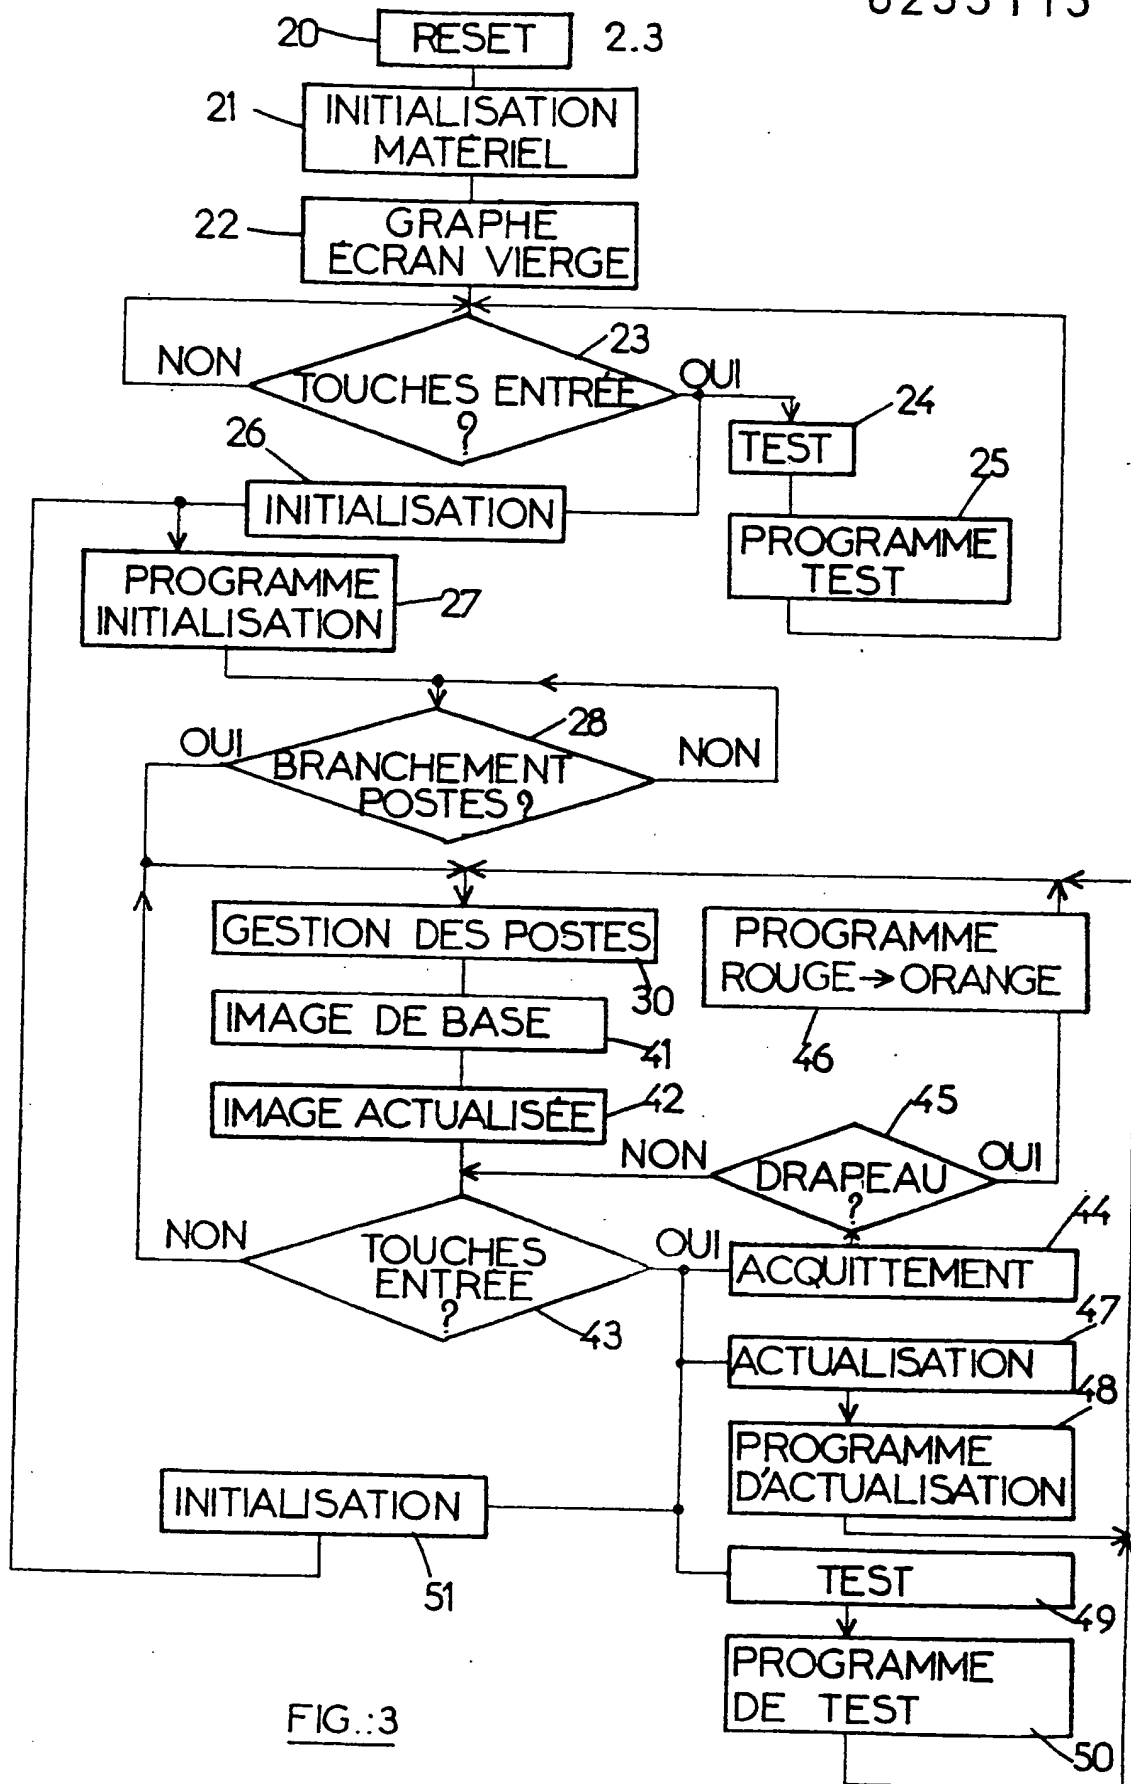 20 RESET 2.3
21 INITIALISATION
MATÉRIEL
22 GRAPHE
ÉCRAN VIERGE
23
NON
OUI
TOUCHES ENTRÉE
?
24
TEST
25
PROGRAMME
TEST
26
INITIALISATION
PROGRAMME
INITIALISATION
27
28
OUI
NON
BRANCHEMENT
POSTES ?
GESTION DES POSTES
30
IMAGE DE BASE
41
IMAGE ACTUALISÉE
42
PROGRAMME
ROUGE → ORANGE
46
45
NON
OUI
DRAPEAU
?
44
NON
OUI
TOUCHES
ENTRÉE
?
43
ACQUITTEMENT
47
ACTUALISATION
48
PROGRAMME
D'ACTUALISATION
INITIALISATION
51
TEST
49
PROGRAMME
DE TEST
50
FIG.:3